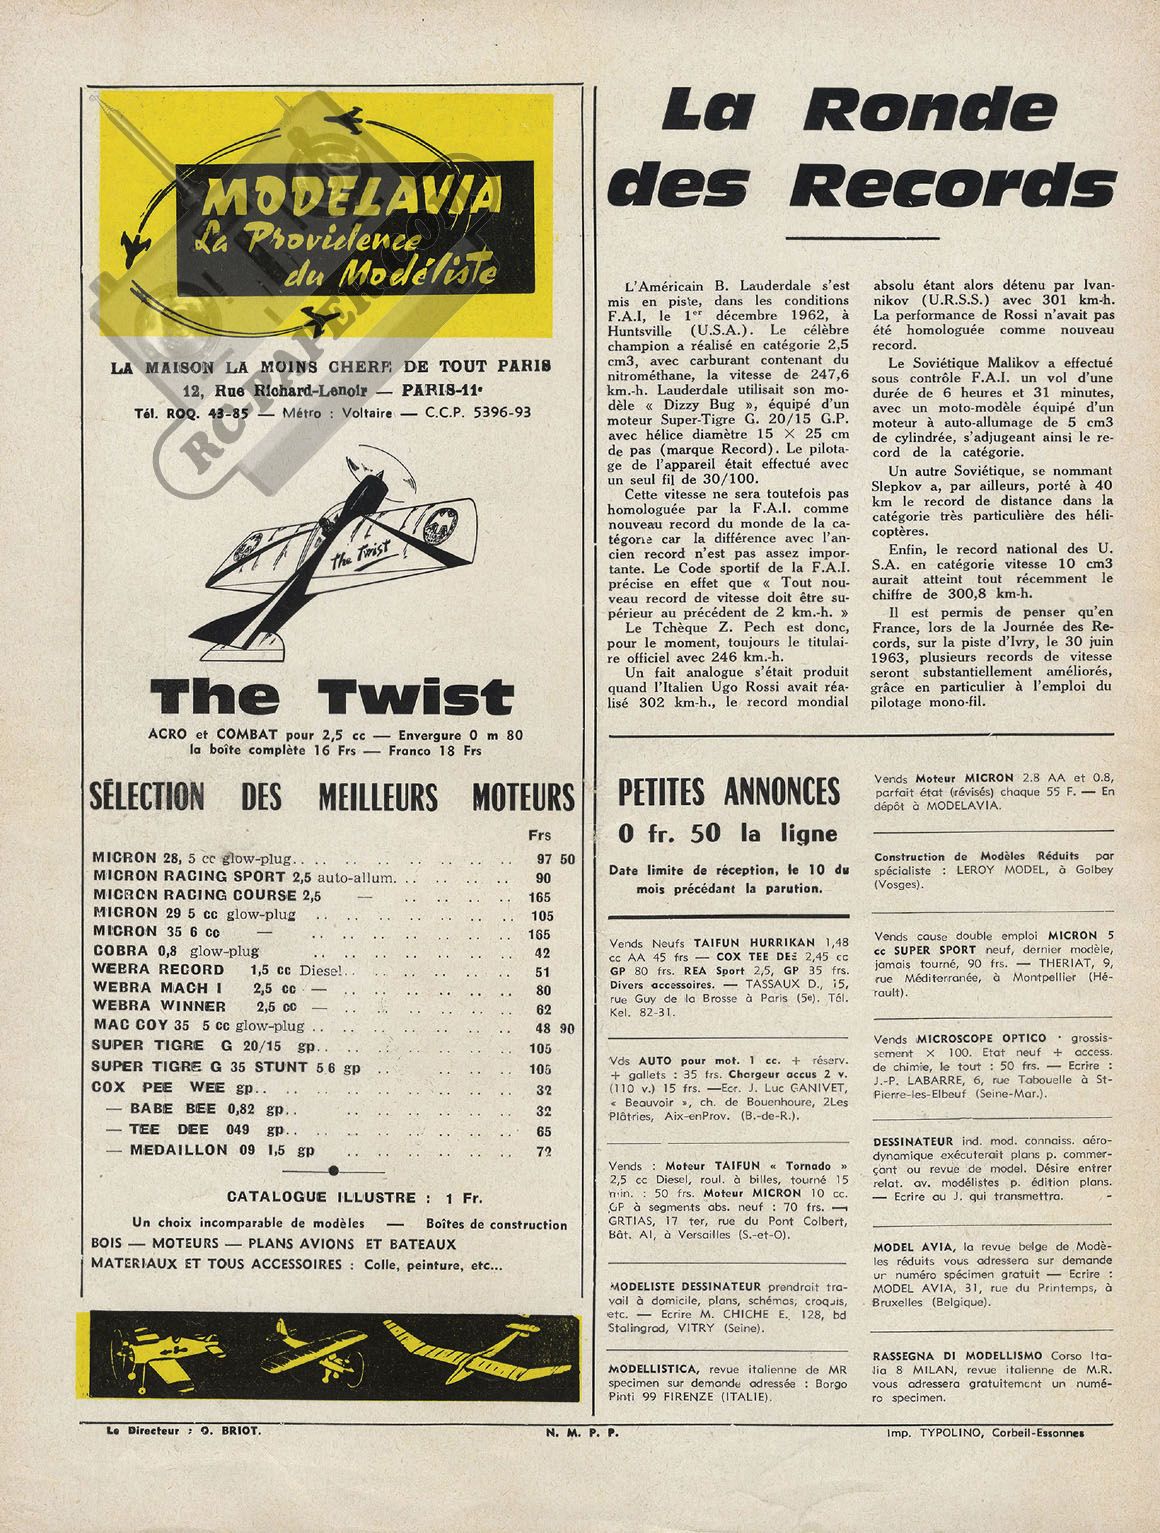 MODELAVIA
La Providence
du Modéliste
RC-PAPER.COM
LA MAISON LA MOINS CHERE DE TOUT PARIS
12, Rue Richard-Lenoir — PARIS-11e
Tél. ROQ. 43-85 — Métro : Voltaire — C.C.P. 5396-93
the Twist
The Twist
ACRO et COMBAT pour 2,5 cc — Envergure 0 m 80
la boîte complète 16 Frs — Franco 18 Frs
SÉLECTION DES MEILLEURS MOTEURS
Frs
MICRON 28, 5 cc glow-plug.. .. .. .. .. .. .. .. 97 50
MICRON RACING SPORT 2,5 auto-allum. .. .. .. .. 90
MICRON RACING COURSE 2,5 — .. .. .. .. 165
MICRON 29 5 cc glow-plug .. .. .. .. .. .. .. 105
MICRON 35 6 cc — .. .. .. .. .. .. .. 165
COBRA 0,8 glow-plug .. .. .. .. .. .. .. 42
WEBRA RECORD 1,5 cc Diesel.. .. .. .. .. .. .. 51
WEBRA MACH I 2,5 cc — .. .. .. .. .. .. 80
WEBRA WINNER 2,5 cc — .. .. .. .. .. .. 62
MAC COY 35 5 cc glow-plug .. .. .. .. .. .. .. 48 90
SUPER TIGRE G 20/15 gp.. .. .. .. .. .. .. 105
SUPER TIGRE G 35 STUNT 5,6 gp .. .. .. .. .. 105
COX PEE WEE gp.. .. .. .. .. .. .. .. .. 32
— BABE BEE 0,82 gp.. .. .. .. .. .. .. .. 32
— TEE DEE 049 gp.. .. .. .. .. .. .. .. 65
— MEDAILLON 09 1,5 gp .. .. .. .. .. .. 72
CATALOGUE ILLUSTRE : 1 Fr.
Un choix incomparable de modèles — Boîtes de construction
BOIS — MOTEURS — PLANS AVIONS ET BATEAUX
MATERIAUX ET TOUS ACCESSOIRES : Colle, peinture, etc...
La Ronde
des Records
L'Américain B. Lauderdale s'est
mis en piste, dans les conditions
F.A.I, le 1er décembre 1962, à
Huntsville (U.S.A.). Le célèbre
champion a réalisé en catégorie 2,5
cm3, avec carburant contenant du
nitrométhane, la vitesse de 247,6
km.-h. Lauderdale utilisait son mo-
dèle « Dizzy Bug », équipé d'un
moteur Super-Tigre G. 20/15 G.P.
avec hélice diamètre 15 × 25 cm
de pas (marque Record). Le pilota-
ge de l'appareil était effectué avec
un seul fil de 30/100.
Cette vitesse ne sera toutefois pas
homologuée par la F.A.I. comme
nouveau record du monde de la ca-
tégorie car la différence avec l'an-
cien record n'est pas assez impor-
tante. Le Code sportif de la F.A.I.
précise en effet que « Tout nou-
veau record de vitesse doit être su-
périeur au précédent de 2 km.-h. »
Le Tchèque Z. Pech est donc,
pour le moment, toujours le titulai-
re officiel avec 246 km.-h.
Un fait analogue s'était produit
quand l'Italien Ugo Rossi avait réa-
lisé 302 km-h., le record mondial
absolu étant alors détenu par Ivan-
nikov (U.R.S.S.) avec 301 km-h.
La performance de Rossi n'avait pas
été homologuée comme nouveau
record.
Le Soviétique Malikov a effectué
sous contrôle F.A.I. un vol d'une
durée de 6 heures et 31 minutes,
avec un moto-modèle équipé d'un
moteur à auto-allumage de 5 cm3
de cylindrée, s'adjugeant ainsi le re-
cord de la catégorie.
Un autre Soviétique, se nommant
Slepkov a, par ailleurs, porté à 40
km le record de distance dans la
catégorie très particulière des héli-
coptères.
Enfin, le record national des U.
S.A. en catégorie vitesse 10 cm3
aurait atteint tout récemment le
chiffre de 300,8 km-h.
Il est permis de penser qu'en
France, lors de la Journée des Re-
cords, sur la piste d'Ivry, le 30 juin
1963, plusieurs records de vitesse
seront substantiellement améliorés,
grâce en particulier à l'emploi du
pilotage mono-fil.
PETITES ANNONCES
0 fr. 50 la ligne
Date limite de réception, le 10 du
mois précédant la parution.
Vends Neufs TAIFUN HURRIKAN 1,48
cc AA 45 frs — COX TEE DEE 2,45 cc
GP 80 frs. REA Sport 2,5, GP 35 frs.
Divers accessoires. — TASSAUX D., 15,
rue Guy de la Brosse à Paris (5e). Tél.
Kel. 82-31.
Vds AUTO pour mot. 1 cc. + réserv.
+ gallets : 35 frs. Chargeur accus 2 v.
(110 v.) 15 frs. —Ecr. J. Luc GANIVET,
« Beauvoir », ch. de Bouenhoure, 2Les
Plâtries, Aix-enProv. (B.-de-R.).
Vends : Moteur TAIFUN « Tornado »
2,5 cc Diesel, roul. à billes, tourné 15
min. : 50 frs. Moteur MICRON 10 cc.
GP à segments abs. neuf : 70 frs. —
GRTIAS, 17 ter, rue du Pont Colbert,
Bât. AI, à Versailles (S.-et-O).
MODELISTE DESSINATEUR prendrait tra-
vail à domicile, plans, schémas, croquis,
etc. — Ecrire M. CHICHE E. 128, bd
Stalingrad, VITRY (Seine).
MODELLISTICA, revue italienne de MR
specimen sur demande adressée : Borgo
Pinti 99 FIRENZE (ITALIE).
Vends Moteur MICRON 2.8 AA et 0.8,
parfait état (révisés) chaque 55 F. — En
dépôt à MODELAVIA.
Construction de Modèles Réduits par
spécialiste : LEROY MODEL, à Golbey
(Vosges).
Vends cause double emploi MICRON 5
cc SUPER SPORT neuf, dernier modèle,
jamais tourné, 90 frs. — THERIAT, 9,
rue Méditerranée, à Montpellier (Hé-
rault).
Vends MICROSCOPE OPTICO · grossis-
sement × 100. Etat neuf + access.
de chimie, le tout : 50 frs. — Ecrire :
J.-P. LABARRE, 6, rue Tabouelle à St-
Pierre-les-Elbeuf (Seine-Mar.).
DESSINATEUR ind. mod. connaiss. aéro-
dynamique exécuterait plans p. commer-
çant ou revue de model. Désire entrer
relat. av. modélistes p. édition plans.
— Ecrire au J. qui transmettra.
MODEL AVIA, la revue belge de Modè-
les réduits vous adressera sur demande
un numéro spécimen gratuit — Ecrire :
MODEL AVIA, 31, rue du Printemps, à
Bruxelles (Belgique).
RASSEGNA DI MODELLISMO Corso Ita-
lia 8 MILAN, revue italienne de M.R.
vous adressera gratuitement un numé-
ro specimen.
Le Directeur : G. BRIOT.
N. M. P. P.
Imp. TYPOLINO, Corbeil-Essonnes